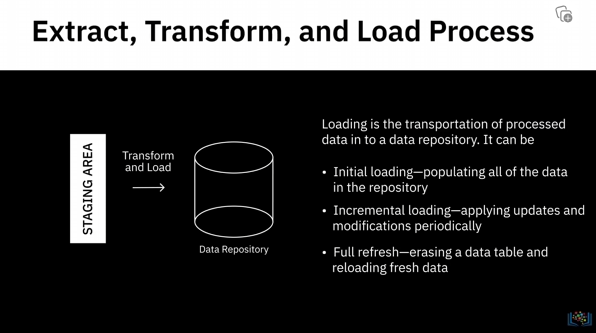 Extract, Transform, and Load Process
STAGING AREA
Transform
and Load
Data Repository
Loading is the transportation of processed
data in to a data repository. It can be
• Initial loading—populating all of the data
in the repository
• Incremental loading—applying updates and
modifications periodically
• Full refresh—erasing a data table and
reloading fresh data